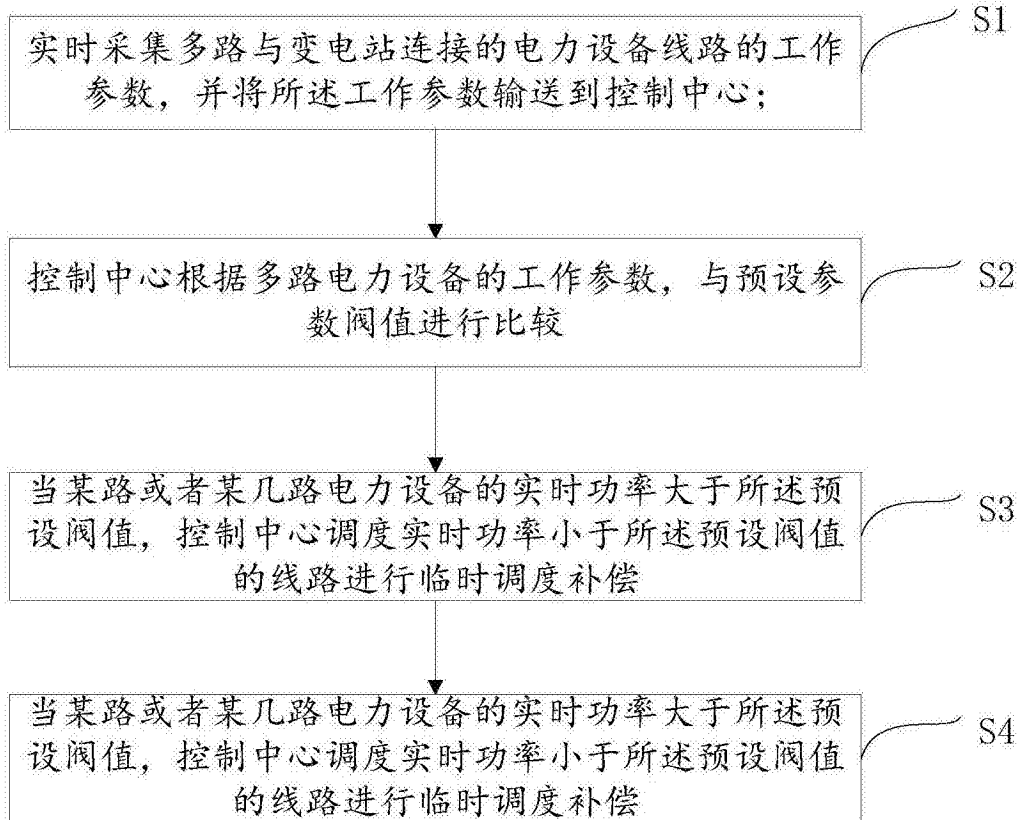 实时采集多路与变电站连接的电力设备线路的工作
参数，并将所述工作参数输送到控制中心；
S1
控制中心根据多路电力设备的工作参数，与预设参
数阀值进行比较
S2
当某路或者某几路电力设备的实时功率大于所述预
设阀值，控制中心调度实时功率小于所述预设阀值
的线路进行临时调度补偿
S3
当某路或者某几路电力设备的实时功率大于所述预
设阀值，控制中心调度实时功率小于所述预设阀值
的线路进行临时调度补偿
S4